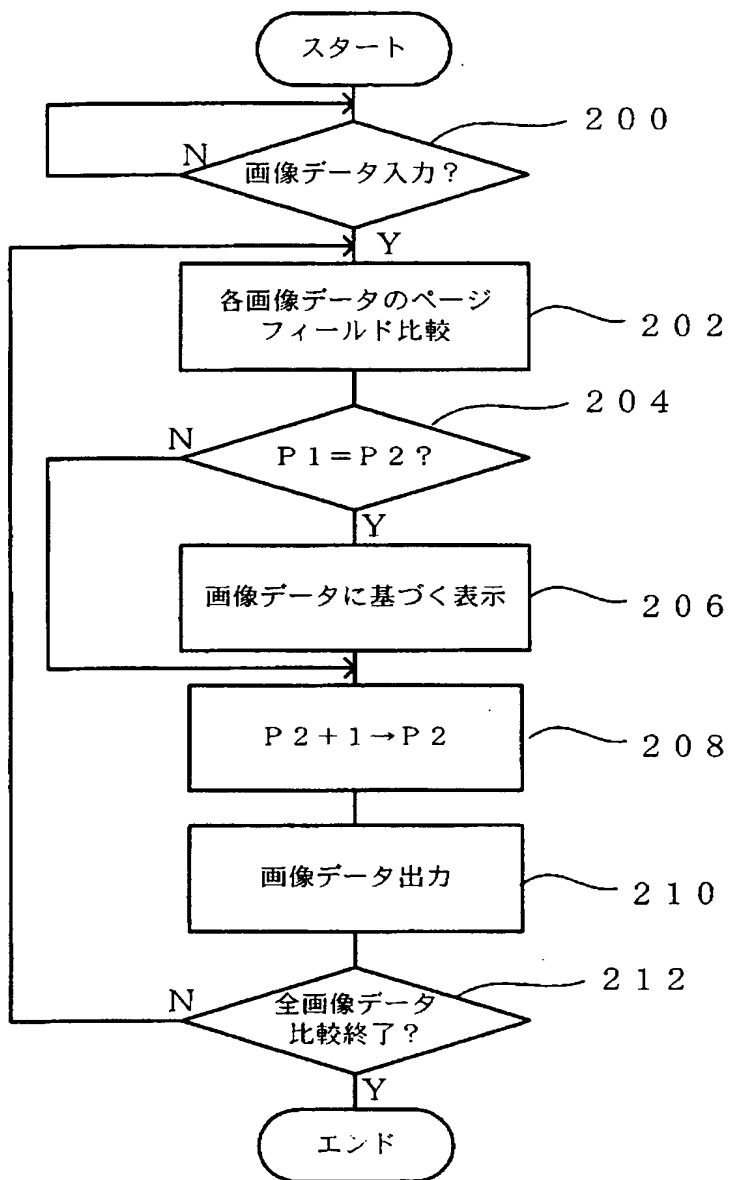 スタート
２００
N
画像データ入力？
Y
各画像データのページ
フィールド比較
２０２
２０４
N
Ｐ１＝Ｐ２？
Y
画像データに基づく表示
２０６
Ｐ２＋１→Ｐ２
２０８
画像データ出力
２１０
２１２
N
全画像データ
比較終了？
Y
エンド